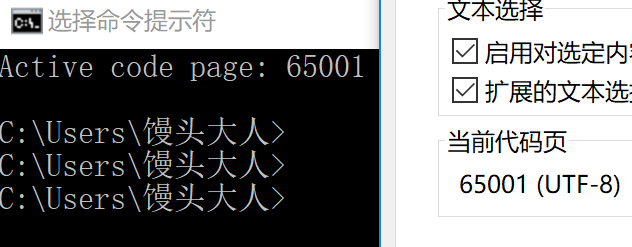 选择命令提示符
Active code page: 65001
C:\Users\馒头大人>
C:\Users\馒头大人>
C:\Users\馒头大人>
文本选择
启用对选定内容
扩展的文本选择
当前代码页
65001 (UTF-8)